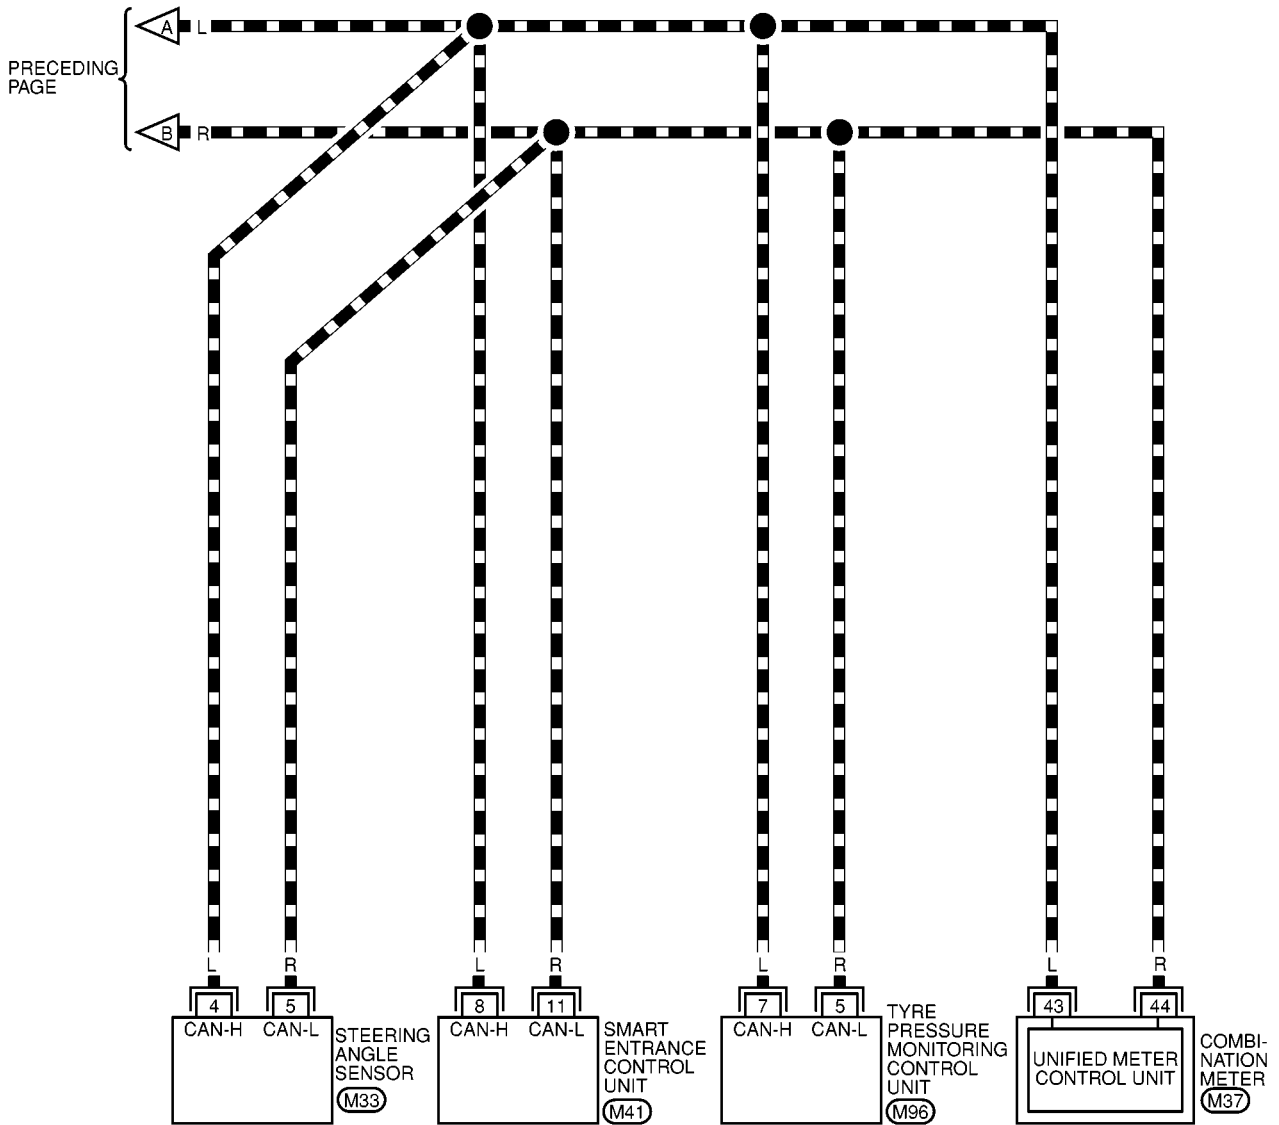 A L
PRECEDING
PAGE
B R
L R L R L R L R
4 5 8 11 7 5 43 44
CAN-H CAN-L
STEERING
ANGLE
SENSOR
M33
CAN-H CAN-L
SMART
ENTRANCE
CONTROL
UNIT
M41
CAN-H CAN-L
TYRE
PRESSURE
MONITORING
CONTROL
UNIT
M96
UNIFIED METER
CONTROL UNIT
COMBI-
NATION
METER
M37